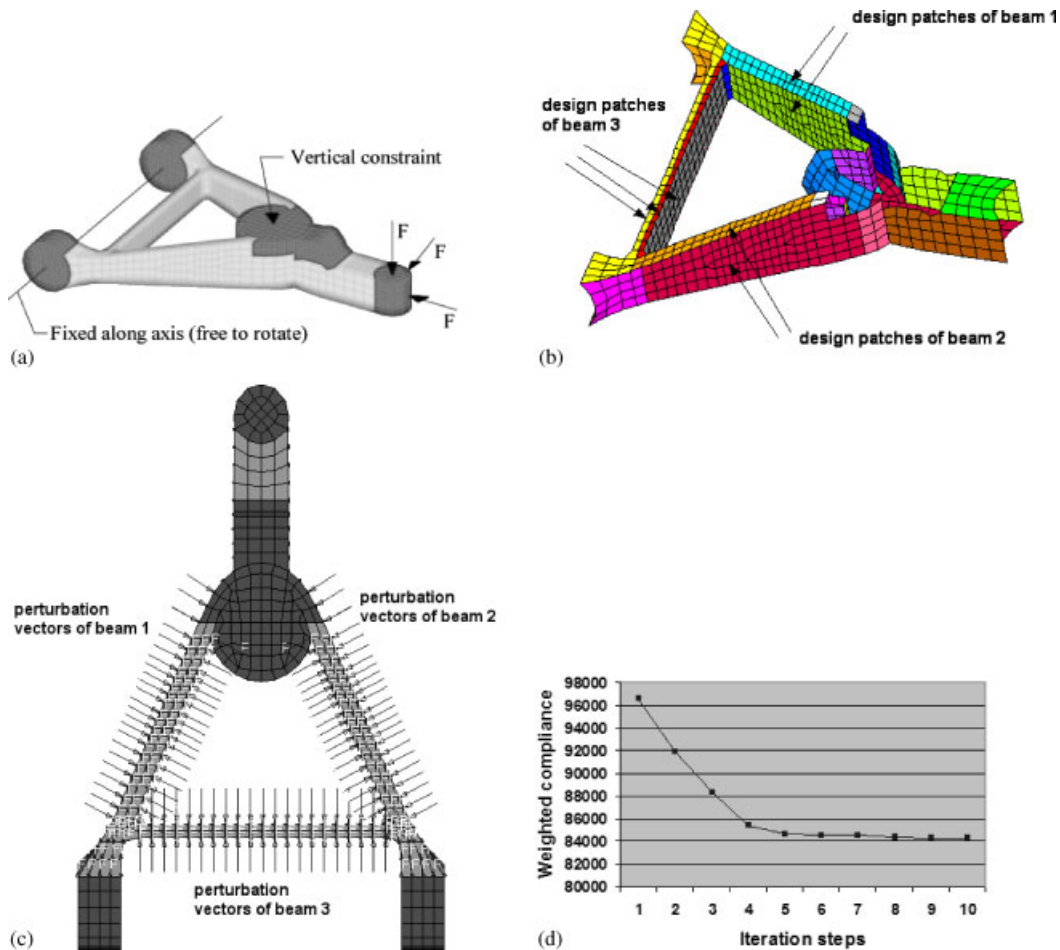 design patches of beam 1
design patches
of beam 3
Vertical constraint
F
F
F
Fixed along axis (free to rotate)
design patches of beam 2
(a)
(b)
perturbation
vectors of beam 1
perturbation
vectors of beam 2
perturbation
vectors of beam 3
(c)
98000
96000
94000
92000
90000
88000
86000
84000
82000
80000
Weighted compliance
1 2 3 4 5 6 7 8 9 10
Iteration steps
(d)